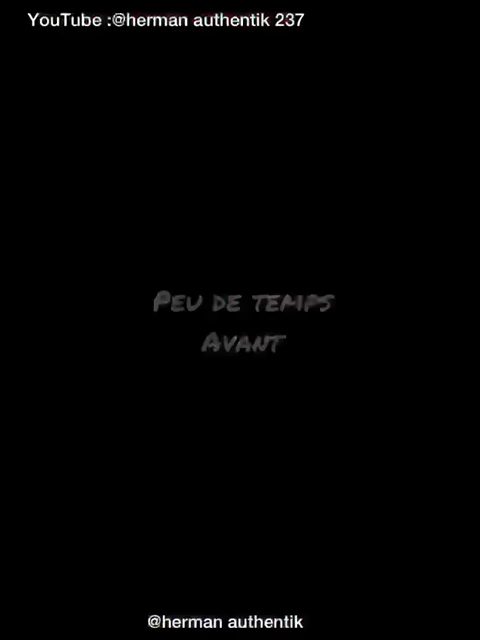 YouTube :@herman authentik 237
Peu de temps
Avant
@herman authentik